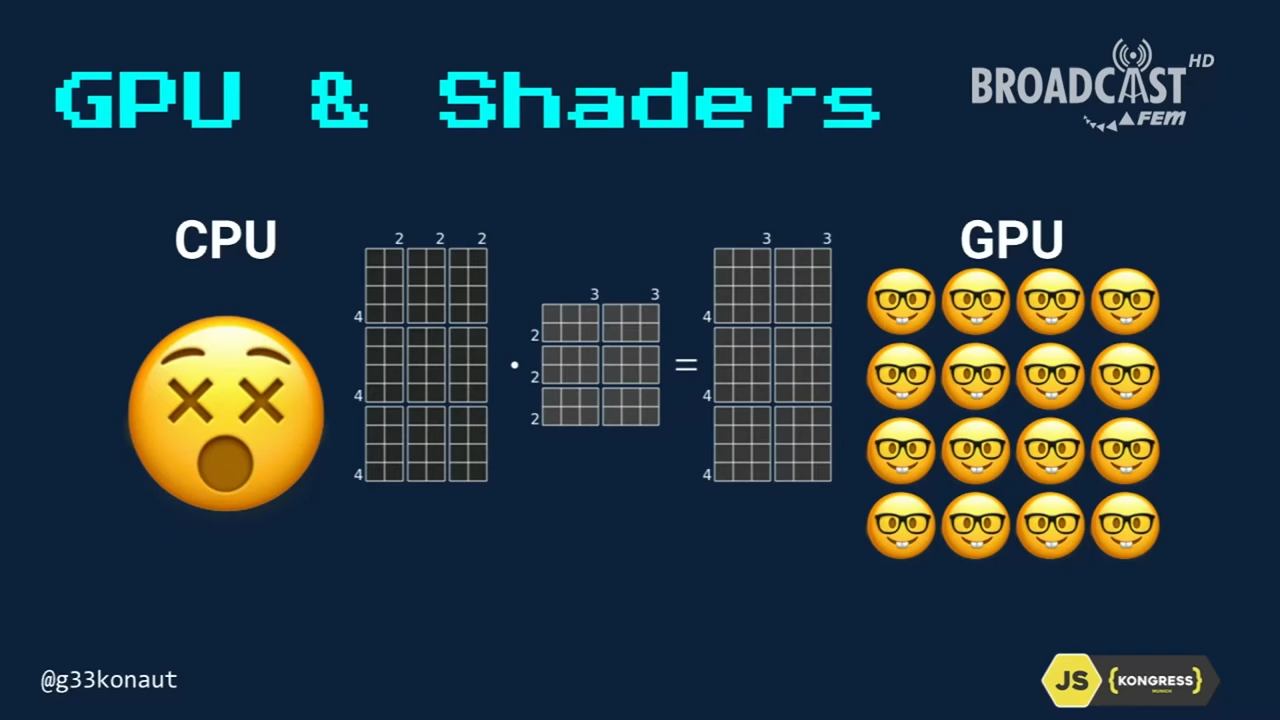 GPU & Shaders
BROADCAST HD
FEM
CPU
GPU
2 2 2
3 3
3 3
4
4
4
2
2
2
4
4
4
· =
@g33konaut
JS {KONGRESS}
MUNICH